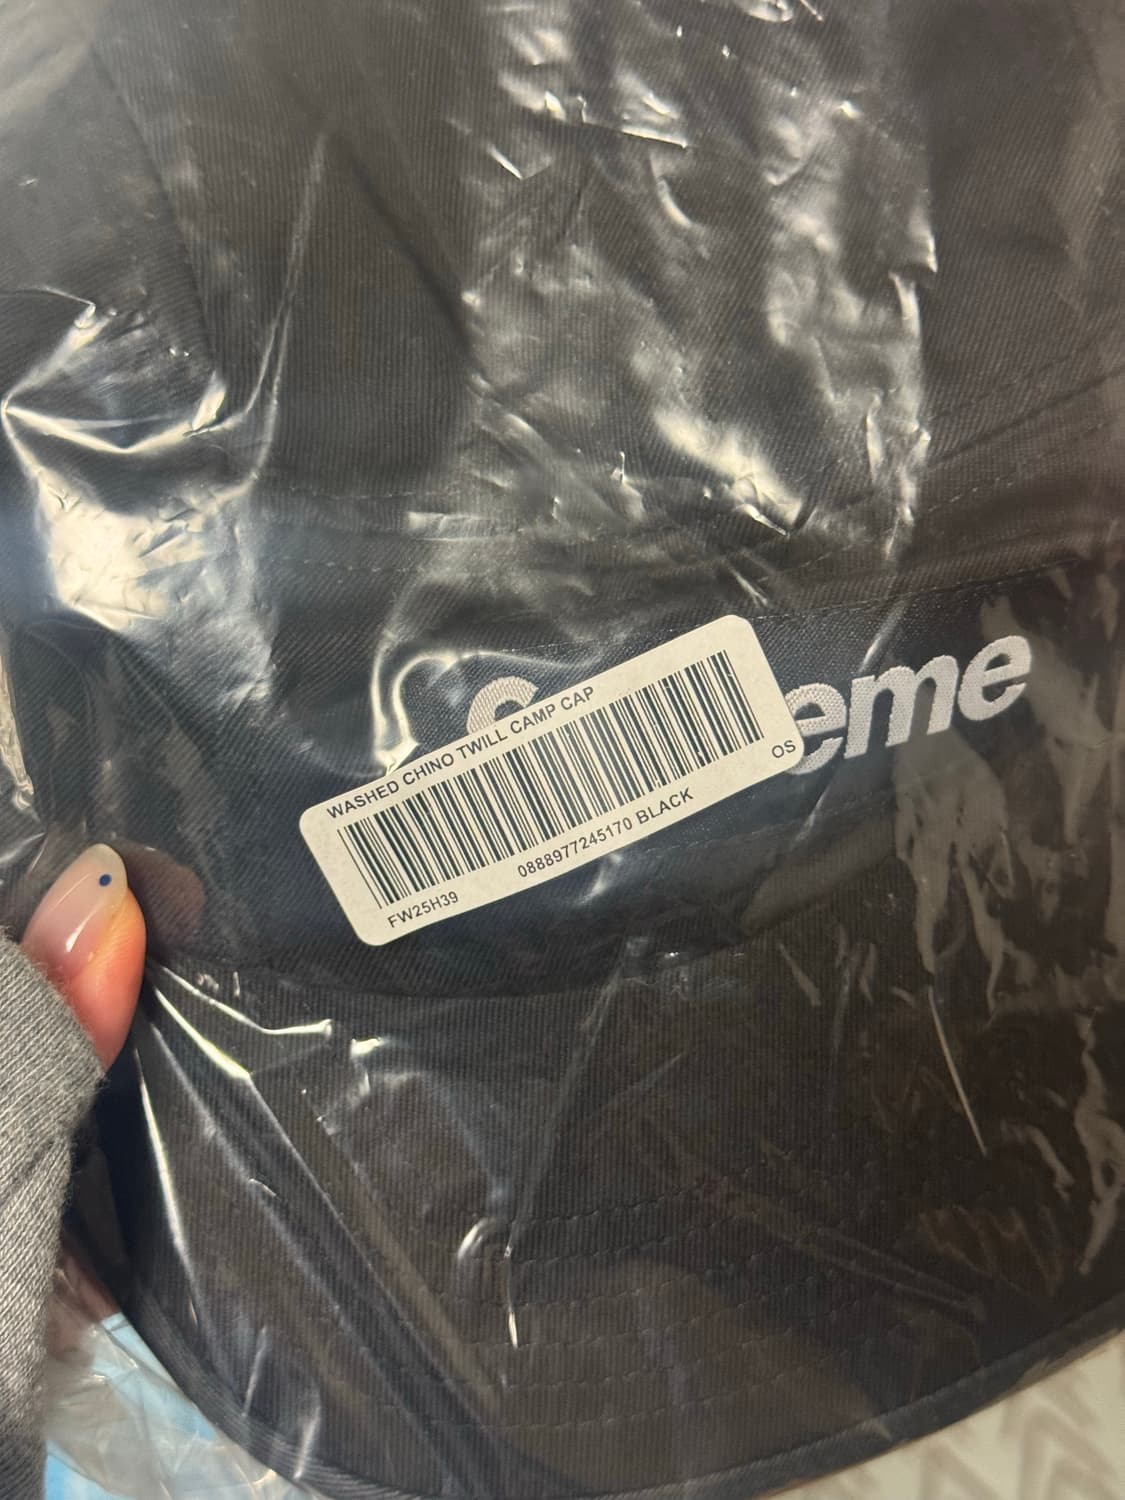 WASHED CHINO TWILL CAMP CAP
OS
FW25H39 0888977245170 BLACK
eme